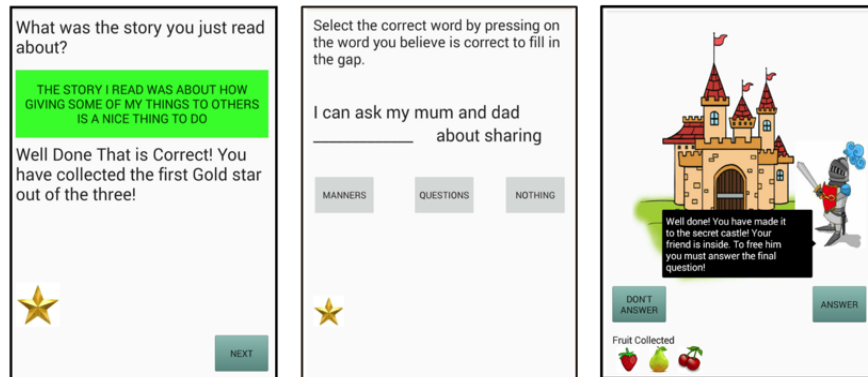 What was the story you just read
about?
THE STORY I READ WAS ABOUT HOW
GIVING SOME OF MY THINGS TO OTHERS
IS A NICE THING TO DO
Well Done That is Correct! You
have collected the first Gold star
out of the three!
NEXT
Select the correct word by pressing on
the word you believe is correct to fill in
the gap.
I can ask my mum and dad
____________ about sharing
MANNERS
QUESTIONS
NOTHING
Well done! You have made it
to the secret castle! Your
friend is inside. To free him
you must answer the final
question!
DON'T
ANSWER
ANSWER
Fruit Collected